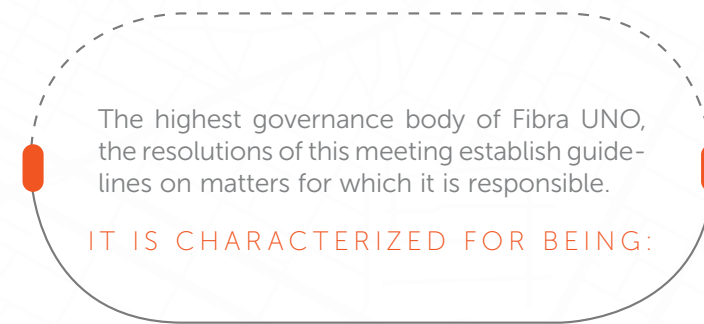 The highest governance body of Fibra UNO,
the resolutions of this meeting establish guide-
lines on matters for which it is responsible.
IT IS CHARACTERIZED FOR BEING: